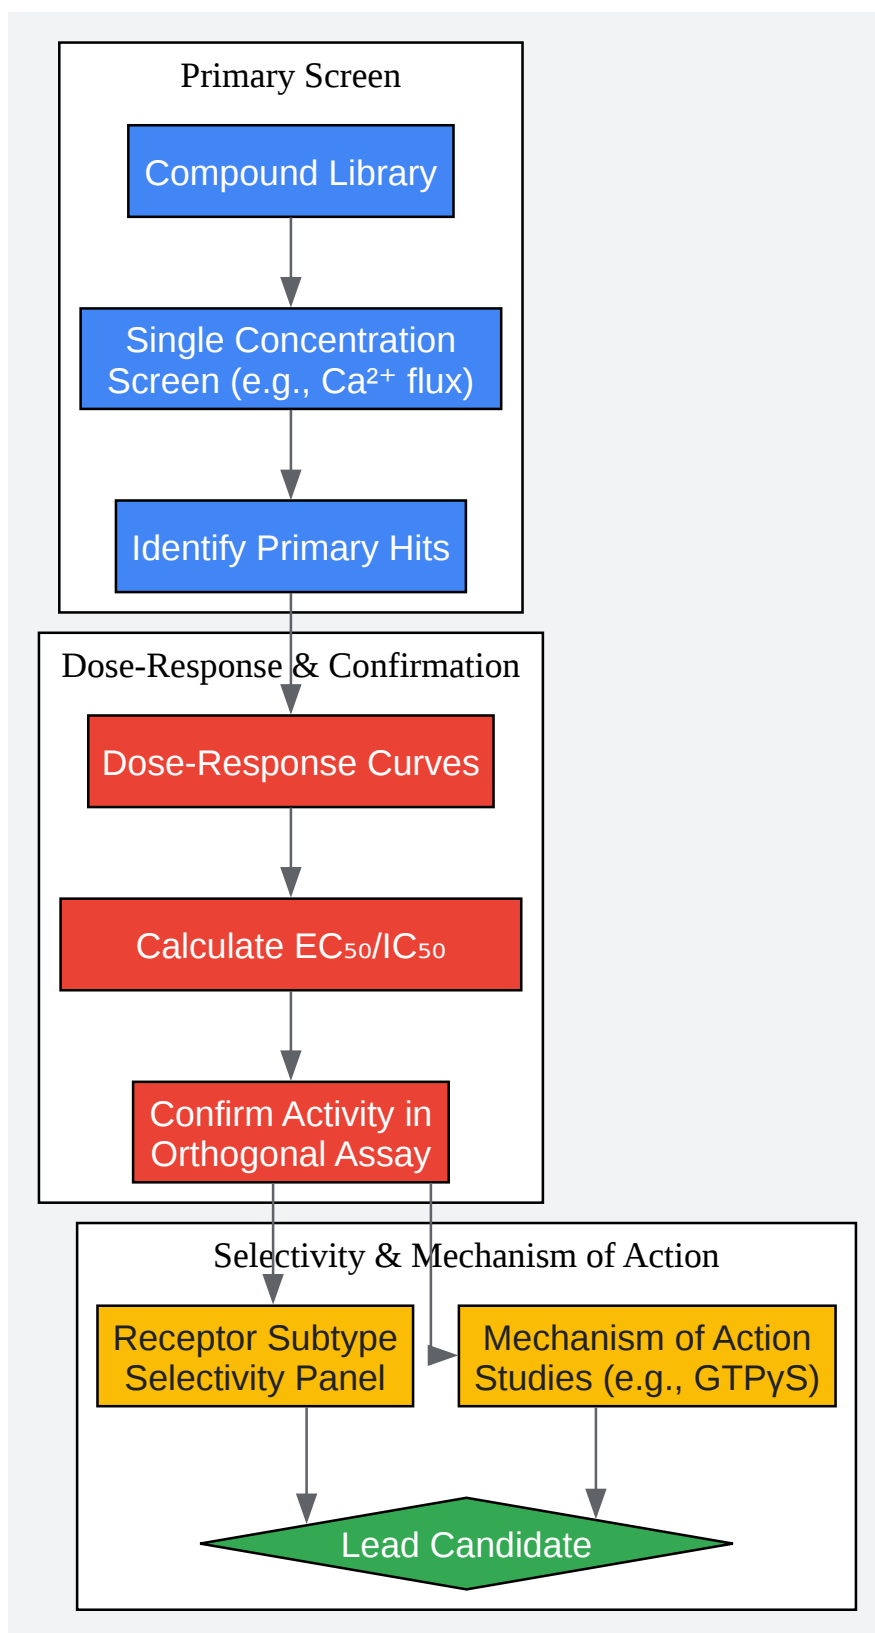 Primary Screen
Compound Library
Single Concentration
Screen (e.g., Ca²⁺ flux)
Identify Primary Hits
Dose-Response & Confirmation
Dose-Response Curves
Calculate EC₅₀/IC₅₀
Confirm Activity in
Orthogonal Assay
Selectivity & Mechanism of Action
Receptor Subtype
Selectivity Panel
Mechanism of Action
Studies (e.g., GTPγS)
Lead Candidate